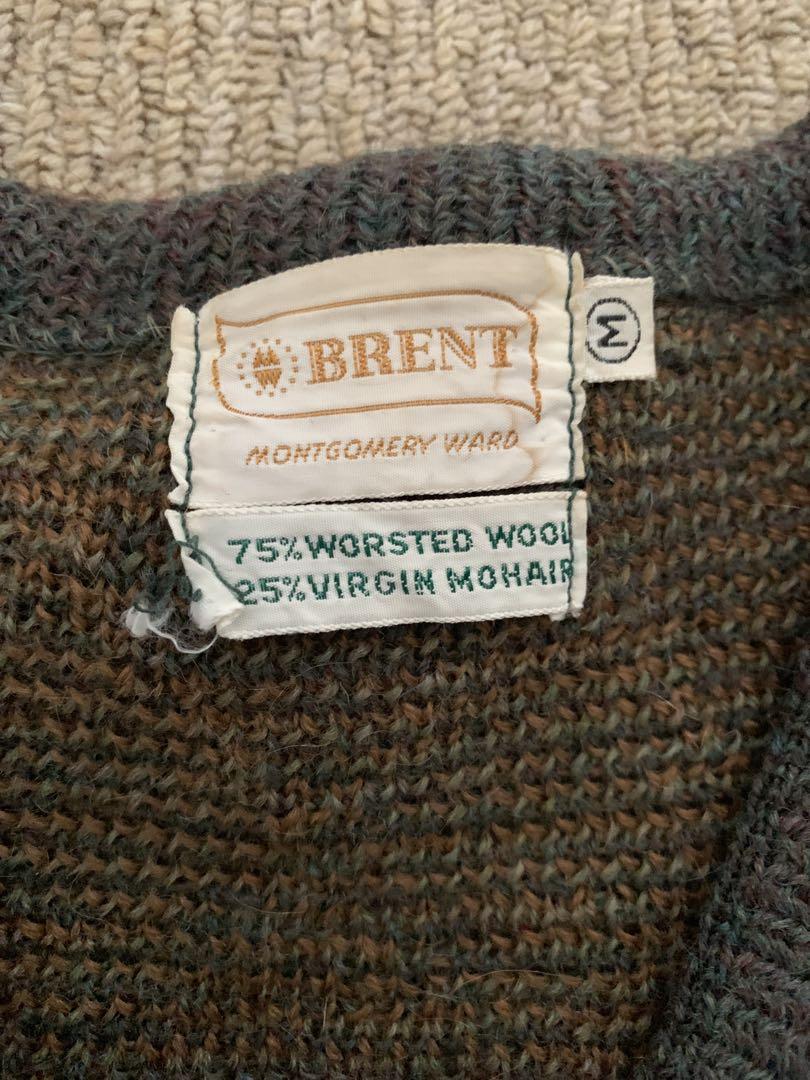 BRENT
M
MONTGOMERY WARD
75% WORSTED WOOL
25% VIRGIN MOHAIR